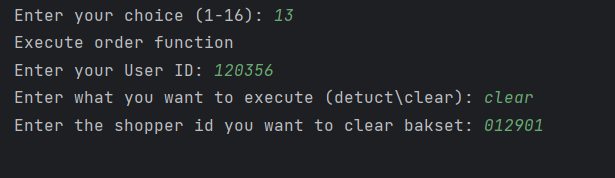 Enter your choice (1-16): 13
Execute order function
Enter your User ID: 120356
Enter what you want to execute (detuct\clear): clear
Enter the shopper id you want to clear bakset: 012901